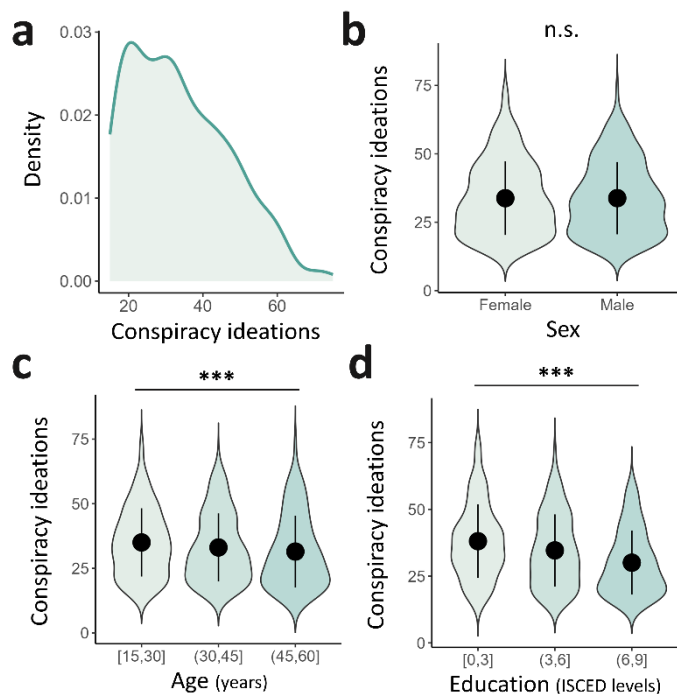 a
0.03
0.02
0.01
0.00
Density
20 40 60
Conspiracy ideations
b
n.s.
75
50
25
0
Conspiracy ideations
Female Male
Sex
c
***
75
50
25
0
Conspiracy ideations
[15,30] (30,45] (45,60]
Age (years)
d
***
75
50
25
0
Conspiracy ideations
[0,3] (3,6] (6,9]
Education (ISCED levels)